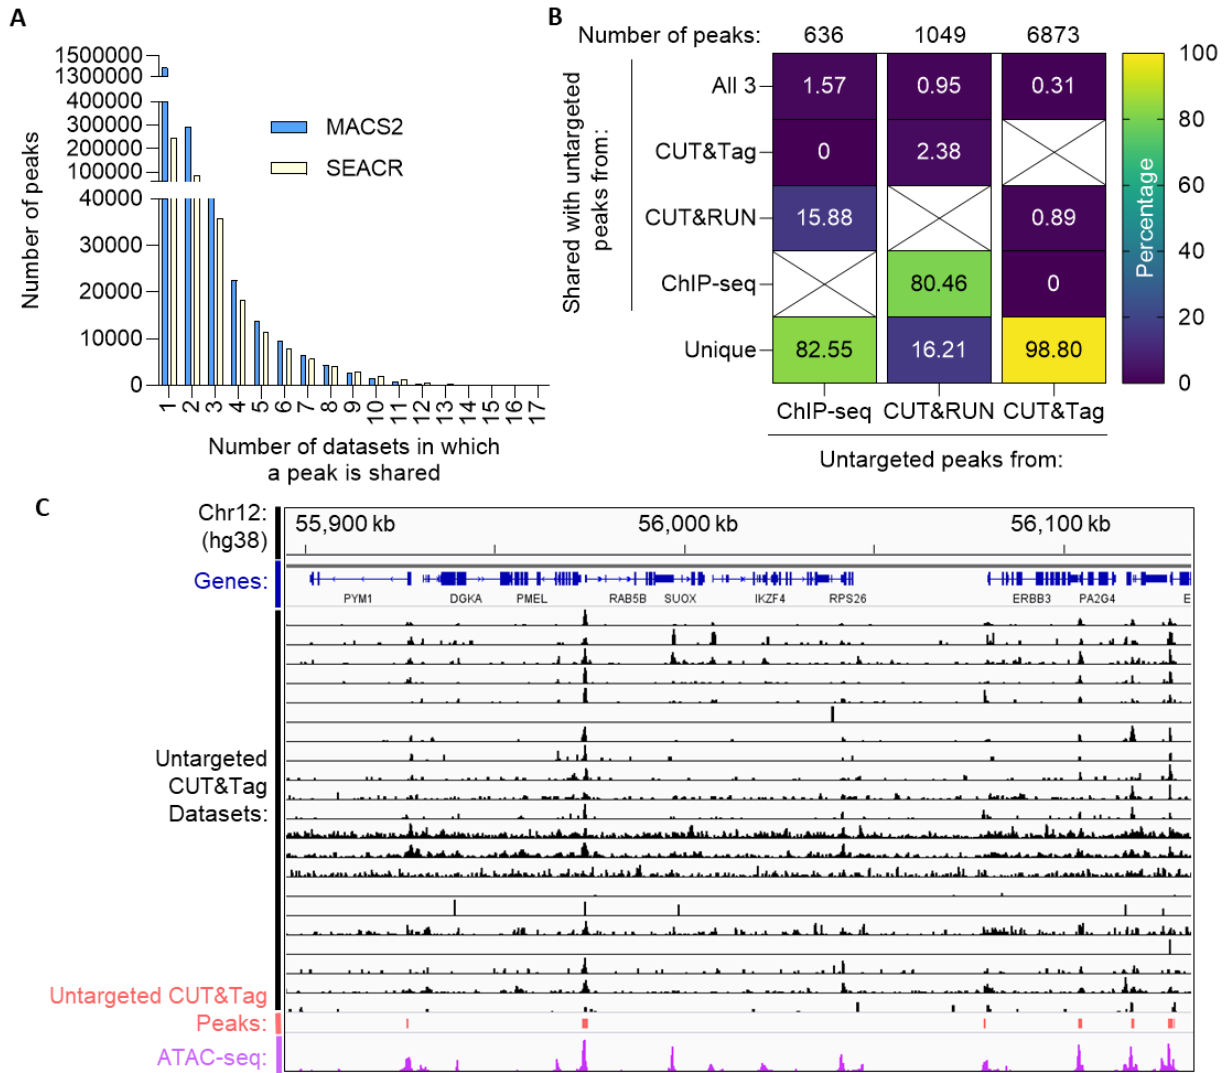 A
1500000
1300000
400000
300000
200000
100000
40000
30000
20000
10000
0
Number of peaks
MACS2
SEACR
1 2 3 4 5 6 7 8 9 10 11 12 13 14 15 16 17
Number of datasets in which
a peak is shared
B
Number of peaks: 636 1049 6873
Shared with untargeted
peaks from:
All 3 1.57 0.95 0.31
CUT&Tag 0 2.38
CUT&RUN 15.88 0.89
ChIP-seq 80.46 0
Unique 82.55 16.21 98.80
ChIP-seq CUT&RUN CUT&Tag
Untargeted peaks from:
100
80
60
40
20
0
Percentage
C
Chr12:
(hg38)
55,900 kb 56,000 kb 56,100 kb
Genes:
PYM1 DGKA PMEL RAB5B SUOX IKZF4 RPS26 ERBB3 PA2G4 E
Untargeted
CUT&Tag
Datasets:
Untargeted CUT&Tag
Peaks:
ATAC-seq: